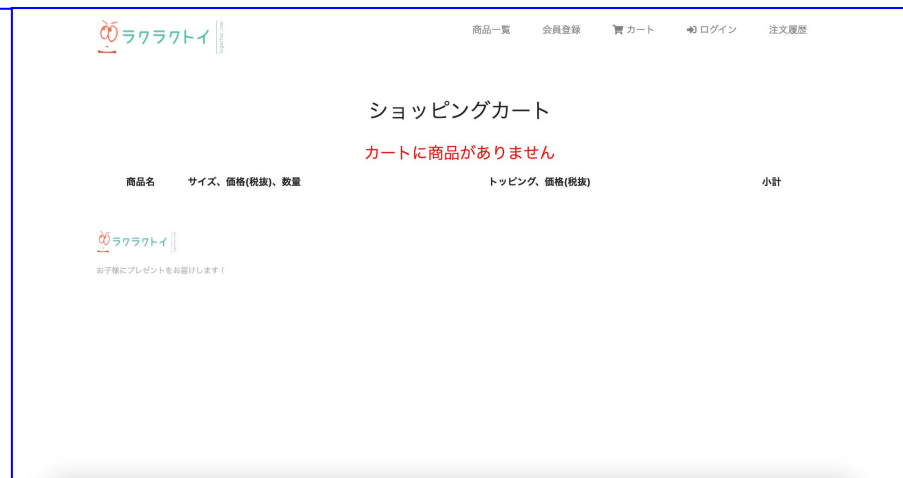 ラクラクトイ
商品一覧 会員登録 カート ログイン 注文履歴
ショッピングカート
カートに商品がありません
商品名 サイズ、価格(税抜)、数量 トッピング、価格(税抜) 小計
ラクラクトイ
お子様にプレゼントをお届けします！